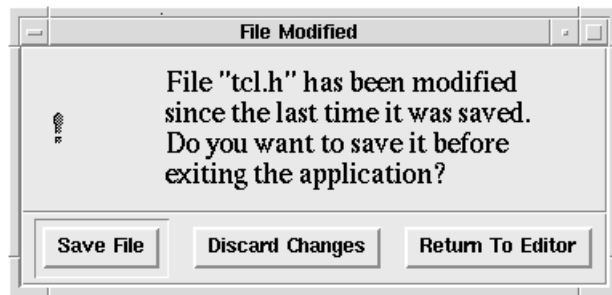 File Modified
File "tcl.h" has been modified
since the last time it was saved.
Do you want to save it before
exiting the application?
Save File
Discard Changes
Return To Editor